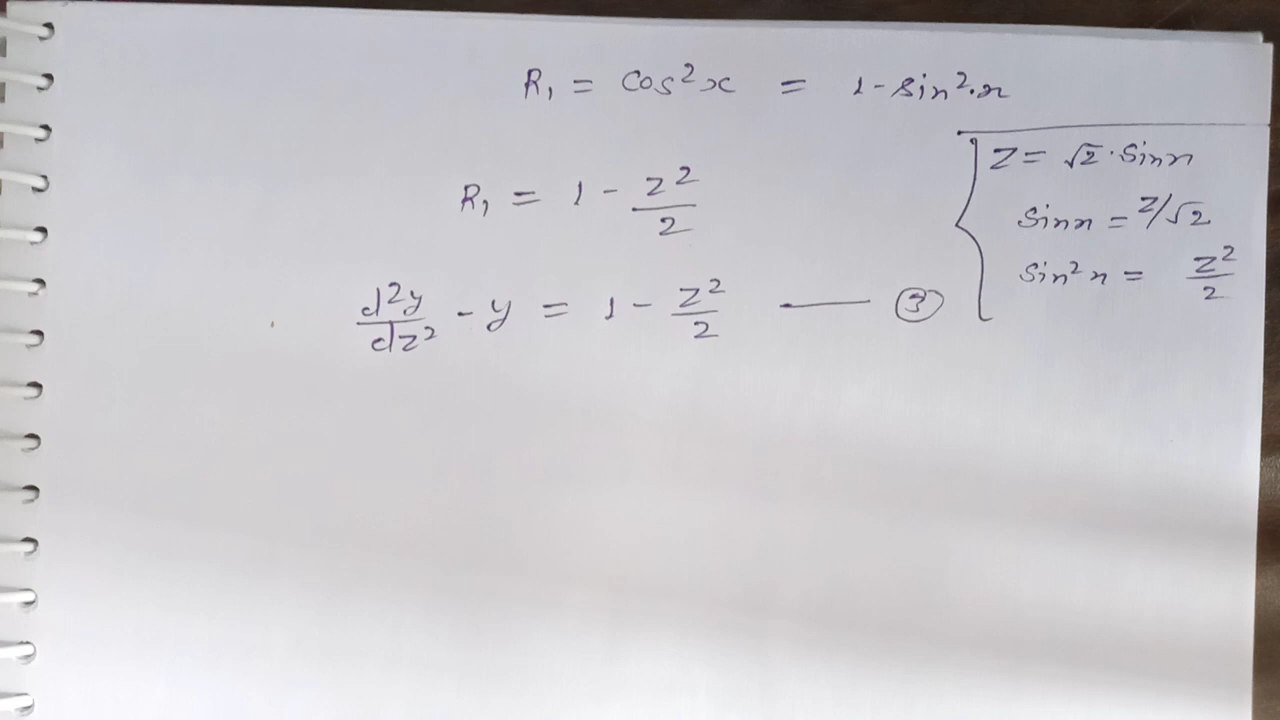 R₁ = cos²x = 1 - sin²x
R₁ = 1 - z²/2
d²y/dz² - y = 1 - z²/2 —— ③
z = √2 · sinx
sinx = z/√2
sin²x = z²/2